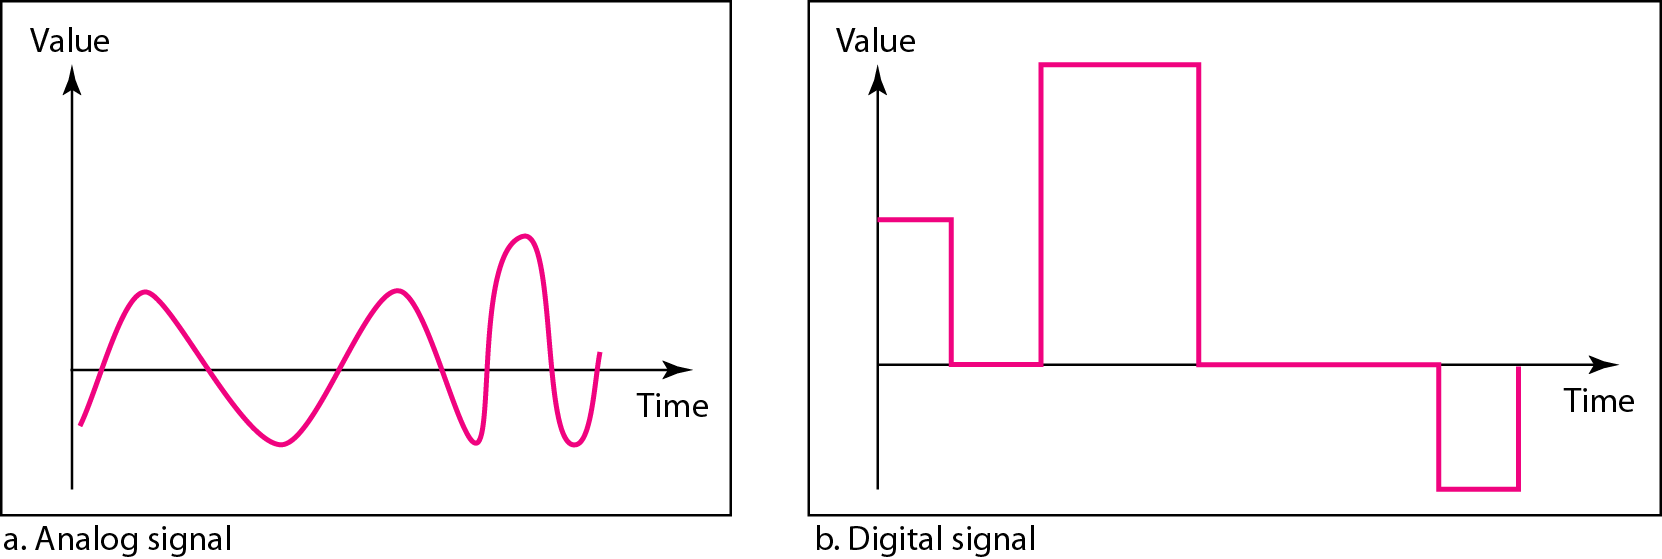 Value
Time
a. Analog signal
Value
Time
b. Digital signal